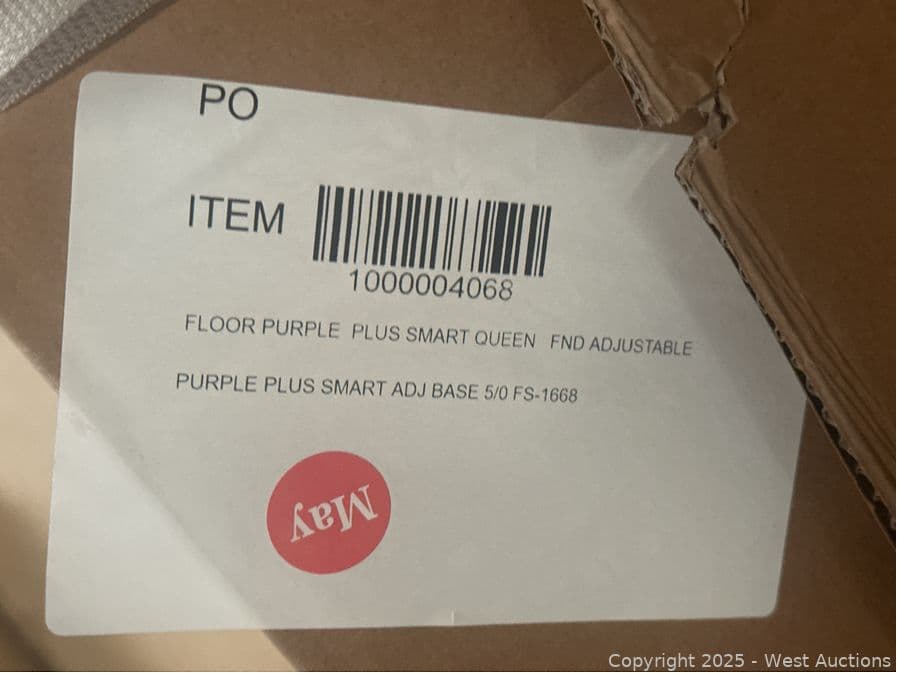 PO
ITEM
1000004068
FLOOR PURPLE PLUS SMART QUEEN FND ADJUSTABLE
PURPLE PLUS SMART ADJ BASE 5/0 FS-1668
May
Copyright 2025 - West Auctions